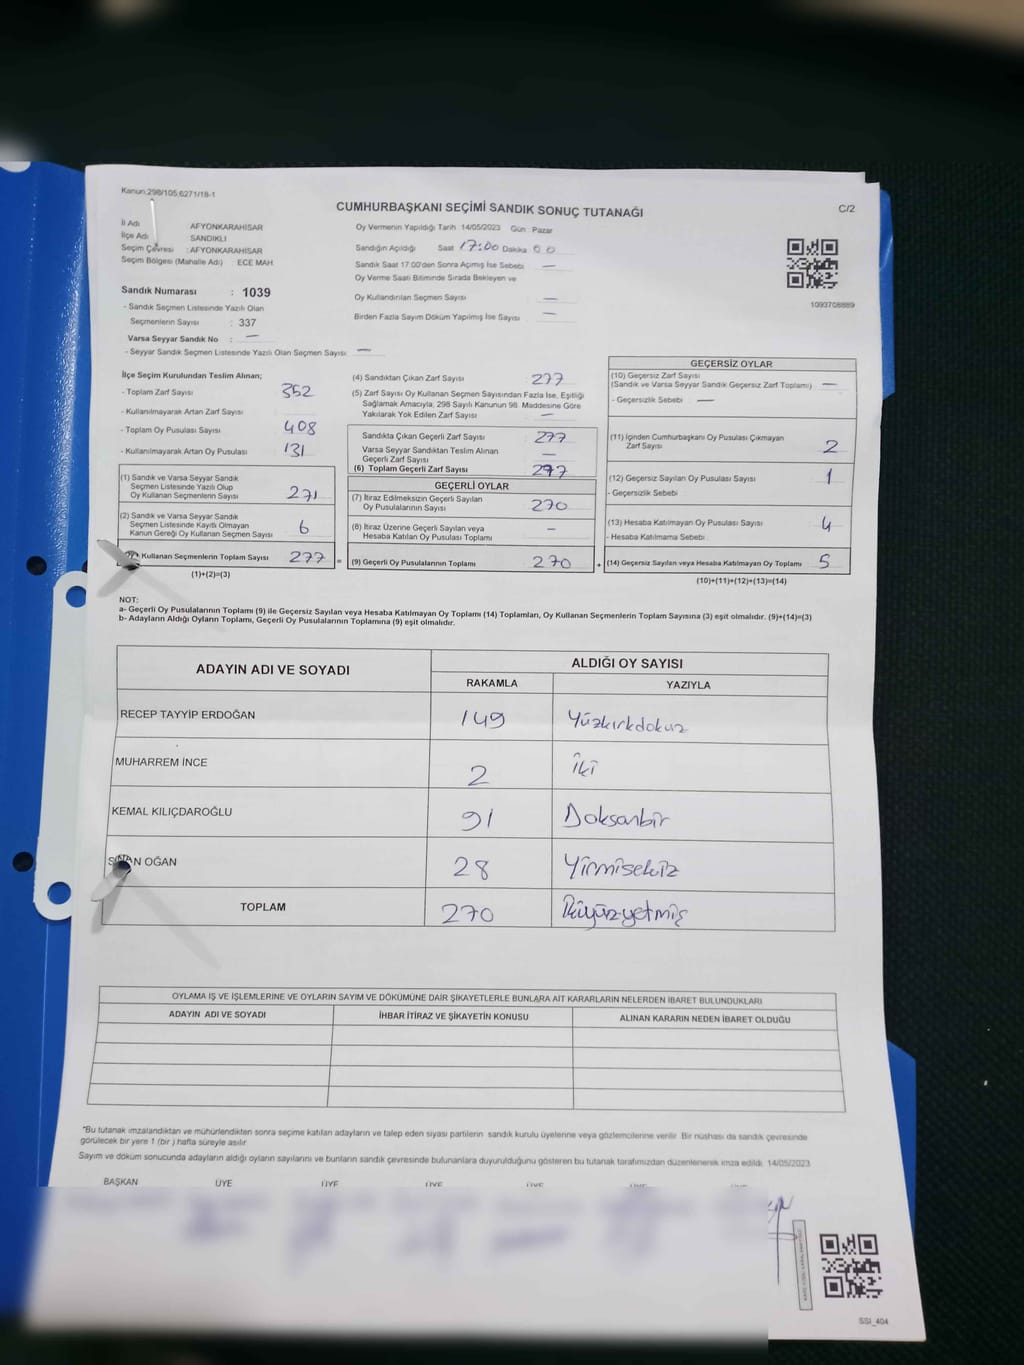 Kanun:298/105,6271/18-1
CUMHURBAŞKANI SEÇİMİ SANDIK SONUÇ TUTANAĞI
C/2
İl Adı : AFYONKARAHİSAR
İlçe Adı : SANDIKLI
Seçim Çevresi : AFYONKARAHİSAR
Seçim Bölgesi (Mahalle Adı) : ECE MAH.
Sandık Numarası : 1039
- Sandık Seçmen Listesinde Yazılı Olan
Seçmenlerin Sayısı : 337
Varsa Seyyar Sandık No : —
- Seyyar Sandık Seçmen Listesinde Yazılı Olan Seçmen Sayısı: —
Oy Vermenin Yapıldığı Tarih 14/05/2023 Gün : Pazar
Sandığın Açıldığı Saat 17:00 Dakika 00
Sandık Saat 17:00'den Sonra Açılmış İse Sebebi —
Oy Verme Saati Bitiminde Sırada Bekleyen ve
Oy Kullandırılan Seçmen Sayısı —
Birden Fazla Sayım Döküm Yapılmış İse Sayısı —
1093708889
İlçe Seçim Kurulundan Teslim Alınan;
- Toplam Zarf Sayısı 352
- Kullanılmayarak Artan Zarf Sayısı
- Toplam Oy Pusulası Sayısı 408
- Kullanılmayarak Artan Oy Pusulası 131
(1) Sandık ve Varsa Seyyar Sandık
Seçmen Listesinde Yazılı Olup
Oy Kullanan Seçmenlerin Sayısı 271
(2) Sandık ve Varsa Seyyar Sandık
Seçmen Listesinde Kayıtlı Olmayan
Kanun Gereği Oy Kullanan Seçmen Sayısı 6
Kullanan Seçmenlerin Toplam Sayısı 277 =
(1)+(2)=(3)
(4) Sandıktan Çıkan Zarf Sayısı 277
(5) Zarf Sayısı Oy Kullanan Seçmen Sayısından Fazla İse, Eşitliği
Sağlamak Amacıyla, 298 Sayılı Kanunun 98. Maddesine Göre
Yakılarak Yok Edilen Zarf Sayısı —
Sandıkta Çıkan Geçerli Zarf Sayısı 277
Varsa Seyyar Sandıktan Teslim Alınan
Geçerli Zarf Sayısı —
(6) Toplam Geçerli Zarf Sayısı 277
GEÇERLİ OYLAR
(7) İtiraz Edilmeksizin Geçerli Sayılan
Oy Pusulalarının Sayısı 270
(8) İtiraz Üzerine Geçerli Sayılan veya
Hesaba Katılan Oy Pusulası Toplamı —
(9) Geçerli Oy Pusulalarının Toplamı 270 +
GEÇERSİZ OYLAR
(10) Geçersiz Zarf Sayısı
(Sandık ve Varsa Seyyar Sandık Geçersiz Zarf Toplamı) —
- Geçersizlik Sebebi : —
(11) İçinden Cumhurbaşkanı Oy Pusulası Çıkmayan
Zarf Sayısı 2
(12) Geçersiz Sayılan Oy Pusulası Sayısı 1
- Geçersizlik Sebebi :
(13) Hesaba Katılmayan Oy Pusulası Sayısı 4
- Hesaba Katılmama Sebebi :
(14) Geçersiz Sayılan veya Hesaba Katılmayan Oy Toplamı 5
(10)+(11)+(12)+(13)=(14)
NOT:
a- Geçerli Oy Pusulalarının Toplamı (9) ile Geçersiz Sayılan veya Hesaba Katılmayan Oy Toplamı (14) Toplamları, Oy Kullanan Seçmenlerin Toplam Sayısına (3) eşit olmalıdır. (9)+(14)=(3)
b- Adayların Aldığı Oyların Toplamı, Geçerli Oy Pusulalarının Toplamına (9) eşit olmalıdır.
ADAYIN ADI VE SOYADI
ALDIĞI OY SAYISI
RAKAMLA YAZIYLA
RECEP TAYYİP ERDOĞAN 149 Yüzkırkdokuz
MUHARREM İNCE 2 İki
KEMAL KILIÇDAROĞLU 91 Doksanbir
OĞAN 28 Yirmisekiz
TOPLAM 270 İkiyüzyetmiş
OYLAMA İŞ VE İŞLEMLERİNE VE OYLARIN SAYIM VE DÖKÜMÜNE DAİR ŞİKAYETLERLE BUNLARA AİT KARARLARIN NELERDEN İBARET BULUNDUKLARI
ADAYIN ADI VE SOYADI İHBAR İTİRAZ VE ŞİKAYETİN KONUSU ALINAN KARARIN NEDEN İBARET OLDUĞU
*Bu tutanak imzalandıktan ve mühürlendikten sonra seçime katılan adayların ve talep eden siyasi partilerin sandık kurulu üyelerine veya gözlemcilerine verilir. Bir nüshası da sandık çevresinde
görülecek bir yere 1 (bir ) hafta süreyle asılır.
Sayım ve döküm sonucunda adayların aldığı oyların sayılarını ve bunların sandık çevresinde bulunanlara duyurulduğunu gösteren bu tutanak tarafımızdan düzenlenerek imza edildi. 14/05/2023
BAŞKAN ÜYE ÜYE ÜYE ÜYE ÜYE ÜYE
SSI_404